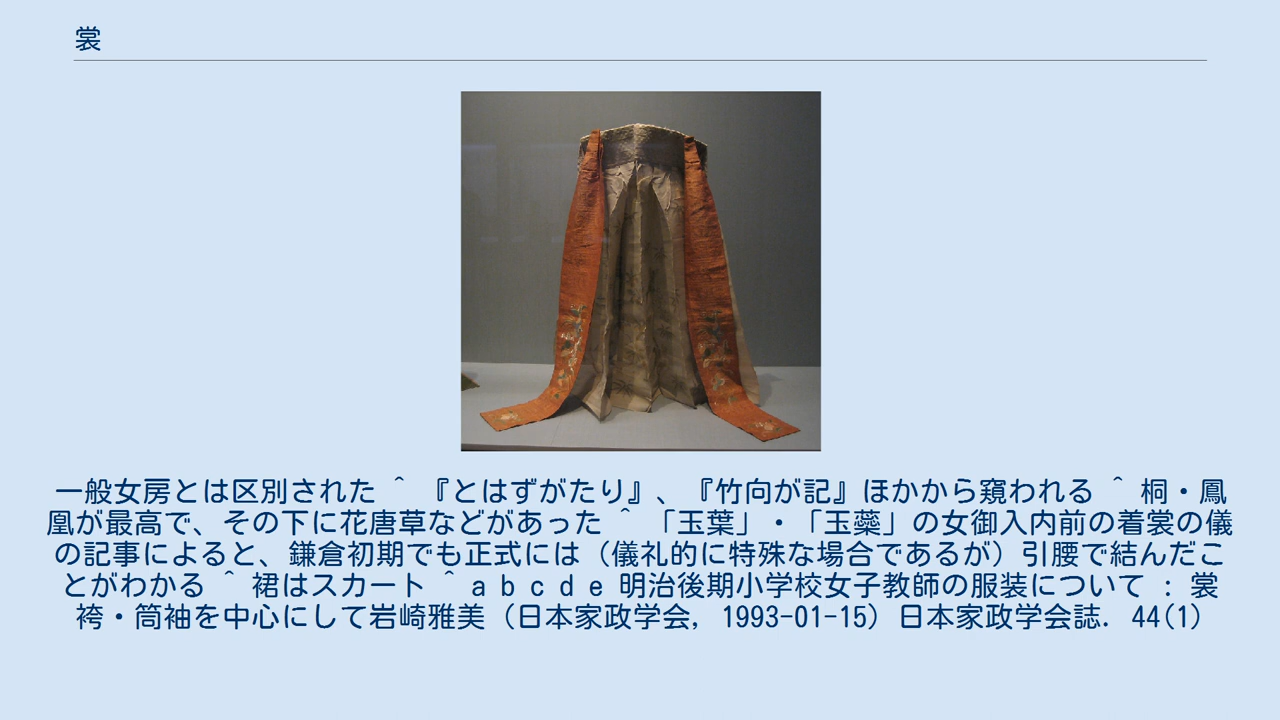 裳
一般女房とは区別された ^ 『とはずがたり』、『竹向が記』ほかから窺われる ^ 桐・鳳
凰が最高で、その下に花唐草などがあった ^ 「玉葉」・「玉蘂」の女御入内前の着裳の儀
の記事によると、鎌倉初期でも正式には（儀礼的に特殊な場合であるが）引腰で結んだこ
とがわかる ^ 裙はスカート ^ a b c d e 明治後期小学校女子教師の服装について : 裳
袴・筒袖を中心にして岩崎雅美（日本家政学会, 1993-01-15）日本家政学会誌. 44(1)